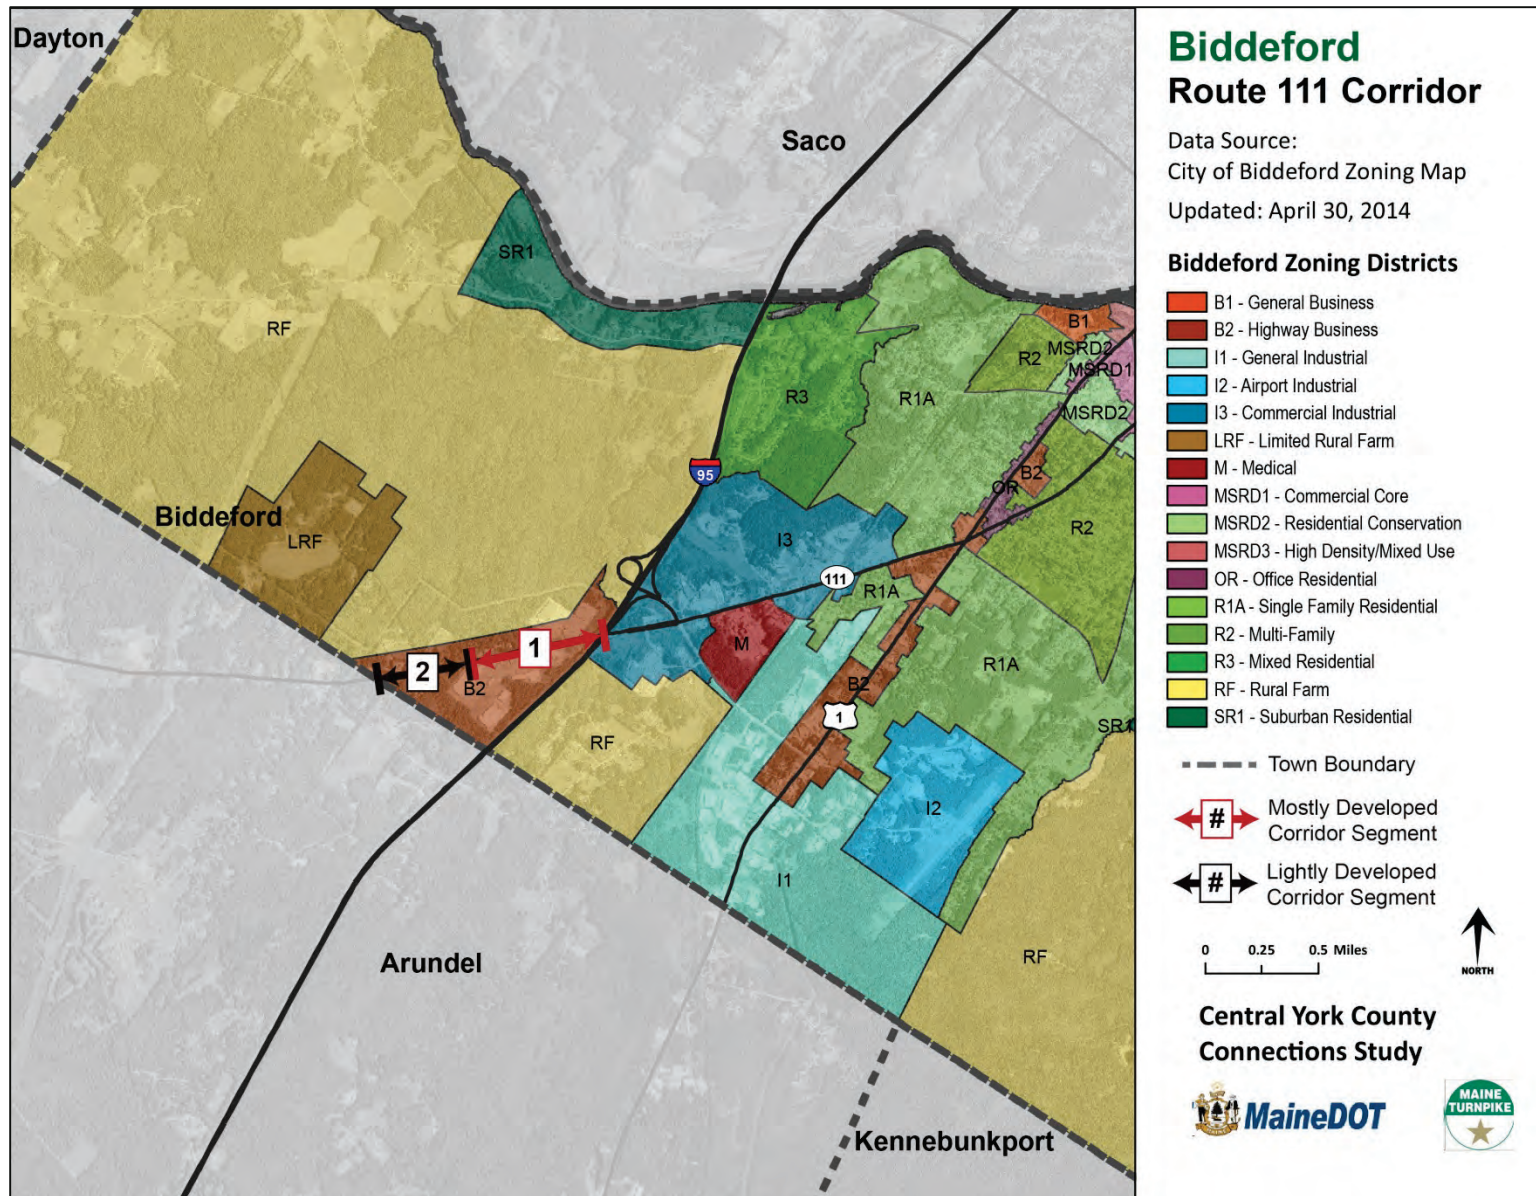 Dayton
Saco
SR1
RF
B1
MSRD2
R2
MSRD1
R3
R1A
MSRD2
95
B2
OR
R2
Biddeford
LRF
I3
111
R1A
1
M
R1A
2
B2
B2
1
SR1
RF
I2
I1
Arundel
RF
Kennebunkport
Biddeford
Route 111 Corridor
Data Source:
City of Biddeford Zoning Map
Updated: April 30, 2014
Biddeford Zoning Districts
B1 - General Business
B2 - Highway Business
I1 - General Industrial
I2 - Airport Industrial
I3 - Commercial Industrial
LRF - Limited Rural Farm
M - Medical
MSRD1 - Commercial Core
MSRD2 - Residential Conservation
MSRD3 - High Density/Mixed Use
OR - Office Residential
R1A - Single Family Residential
R2 - Multi-Family
R3 - Mixed Residential
RF - Rural Farm
SR1 - Suburban Residential
Town Boundary
# Mostly Developed
Corridor Segment
# Lightly Developed
Corridor Segment
0 0.25 0.5 Miles
NORTH
Central York County
Connections Study
MaineDOT
MAINE
TURNPIKE